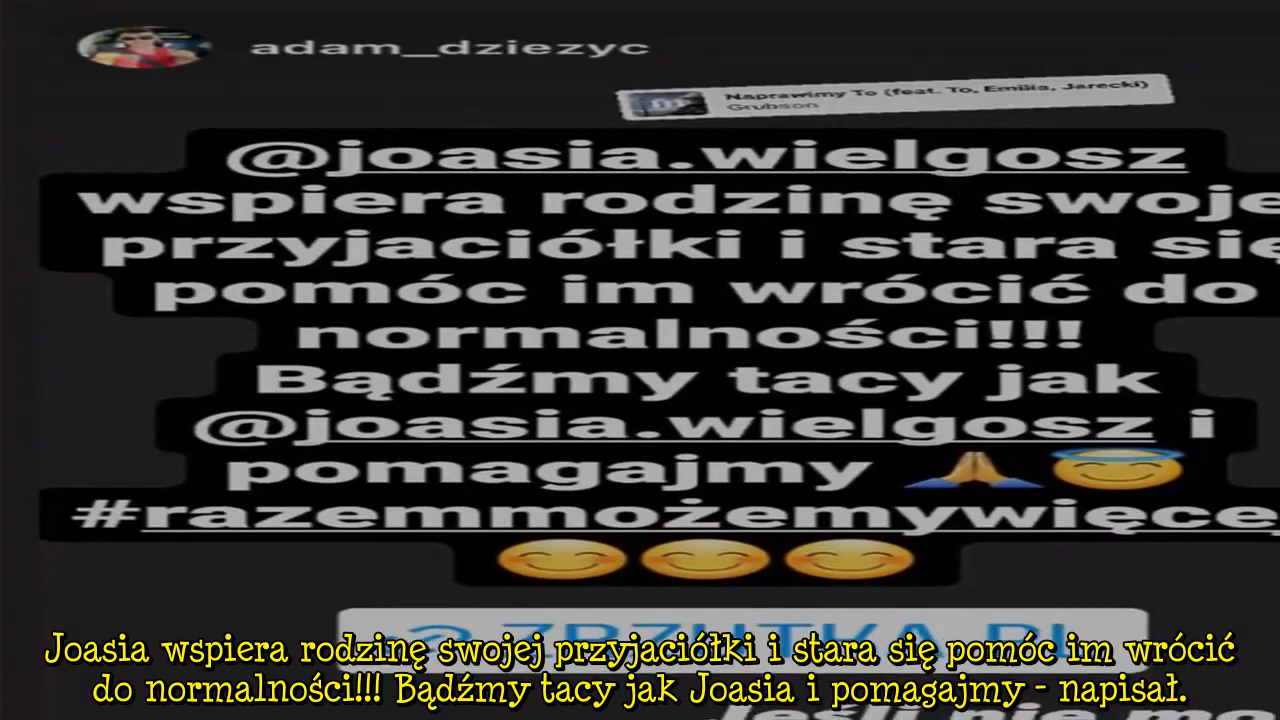 adam_dziezyc
Naprawimy To (feat. To, Emilia, Jarecki)
Grubson
@joasia.wielgosz
wspiera rodzinę swoje
przyjaciółki i stara się
pomóc im wrócić do
normalności!!!
Bądźmy tacy jak
@joasia.wielgosz i
pomagajmy 🙏😇
#razemmożemywięce
😊😊😊
ZRZUTKA.PL
Joasia wspiera rodzinę swojej przyjaciółki i stara się pomóc im wrócić
do normalności!!! Bądźmy tacy jak Joasia i pomagajmy - napisał.